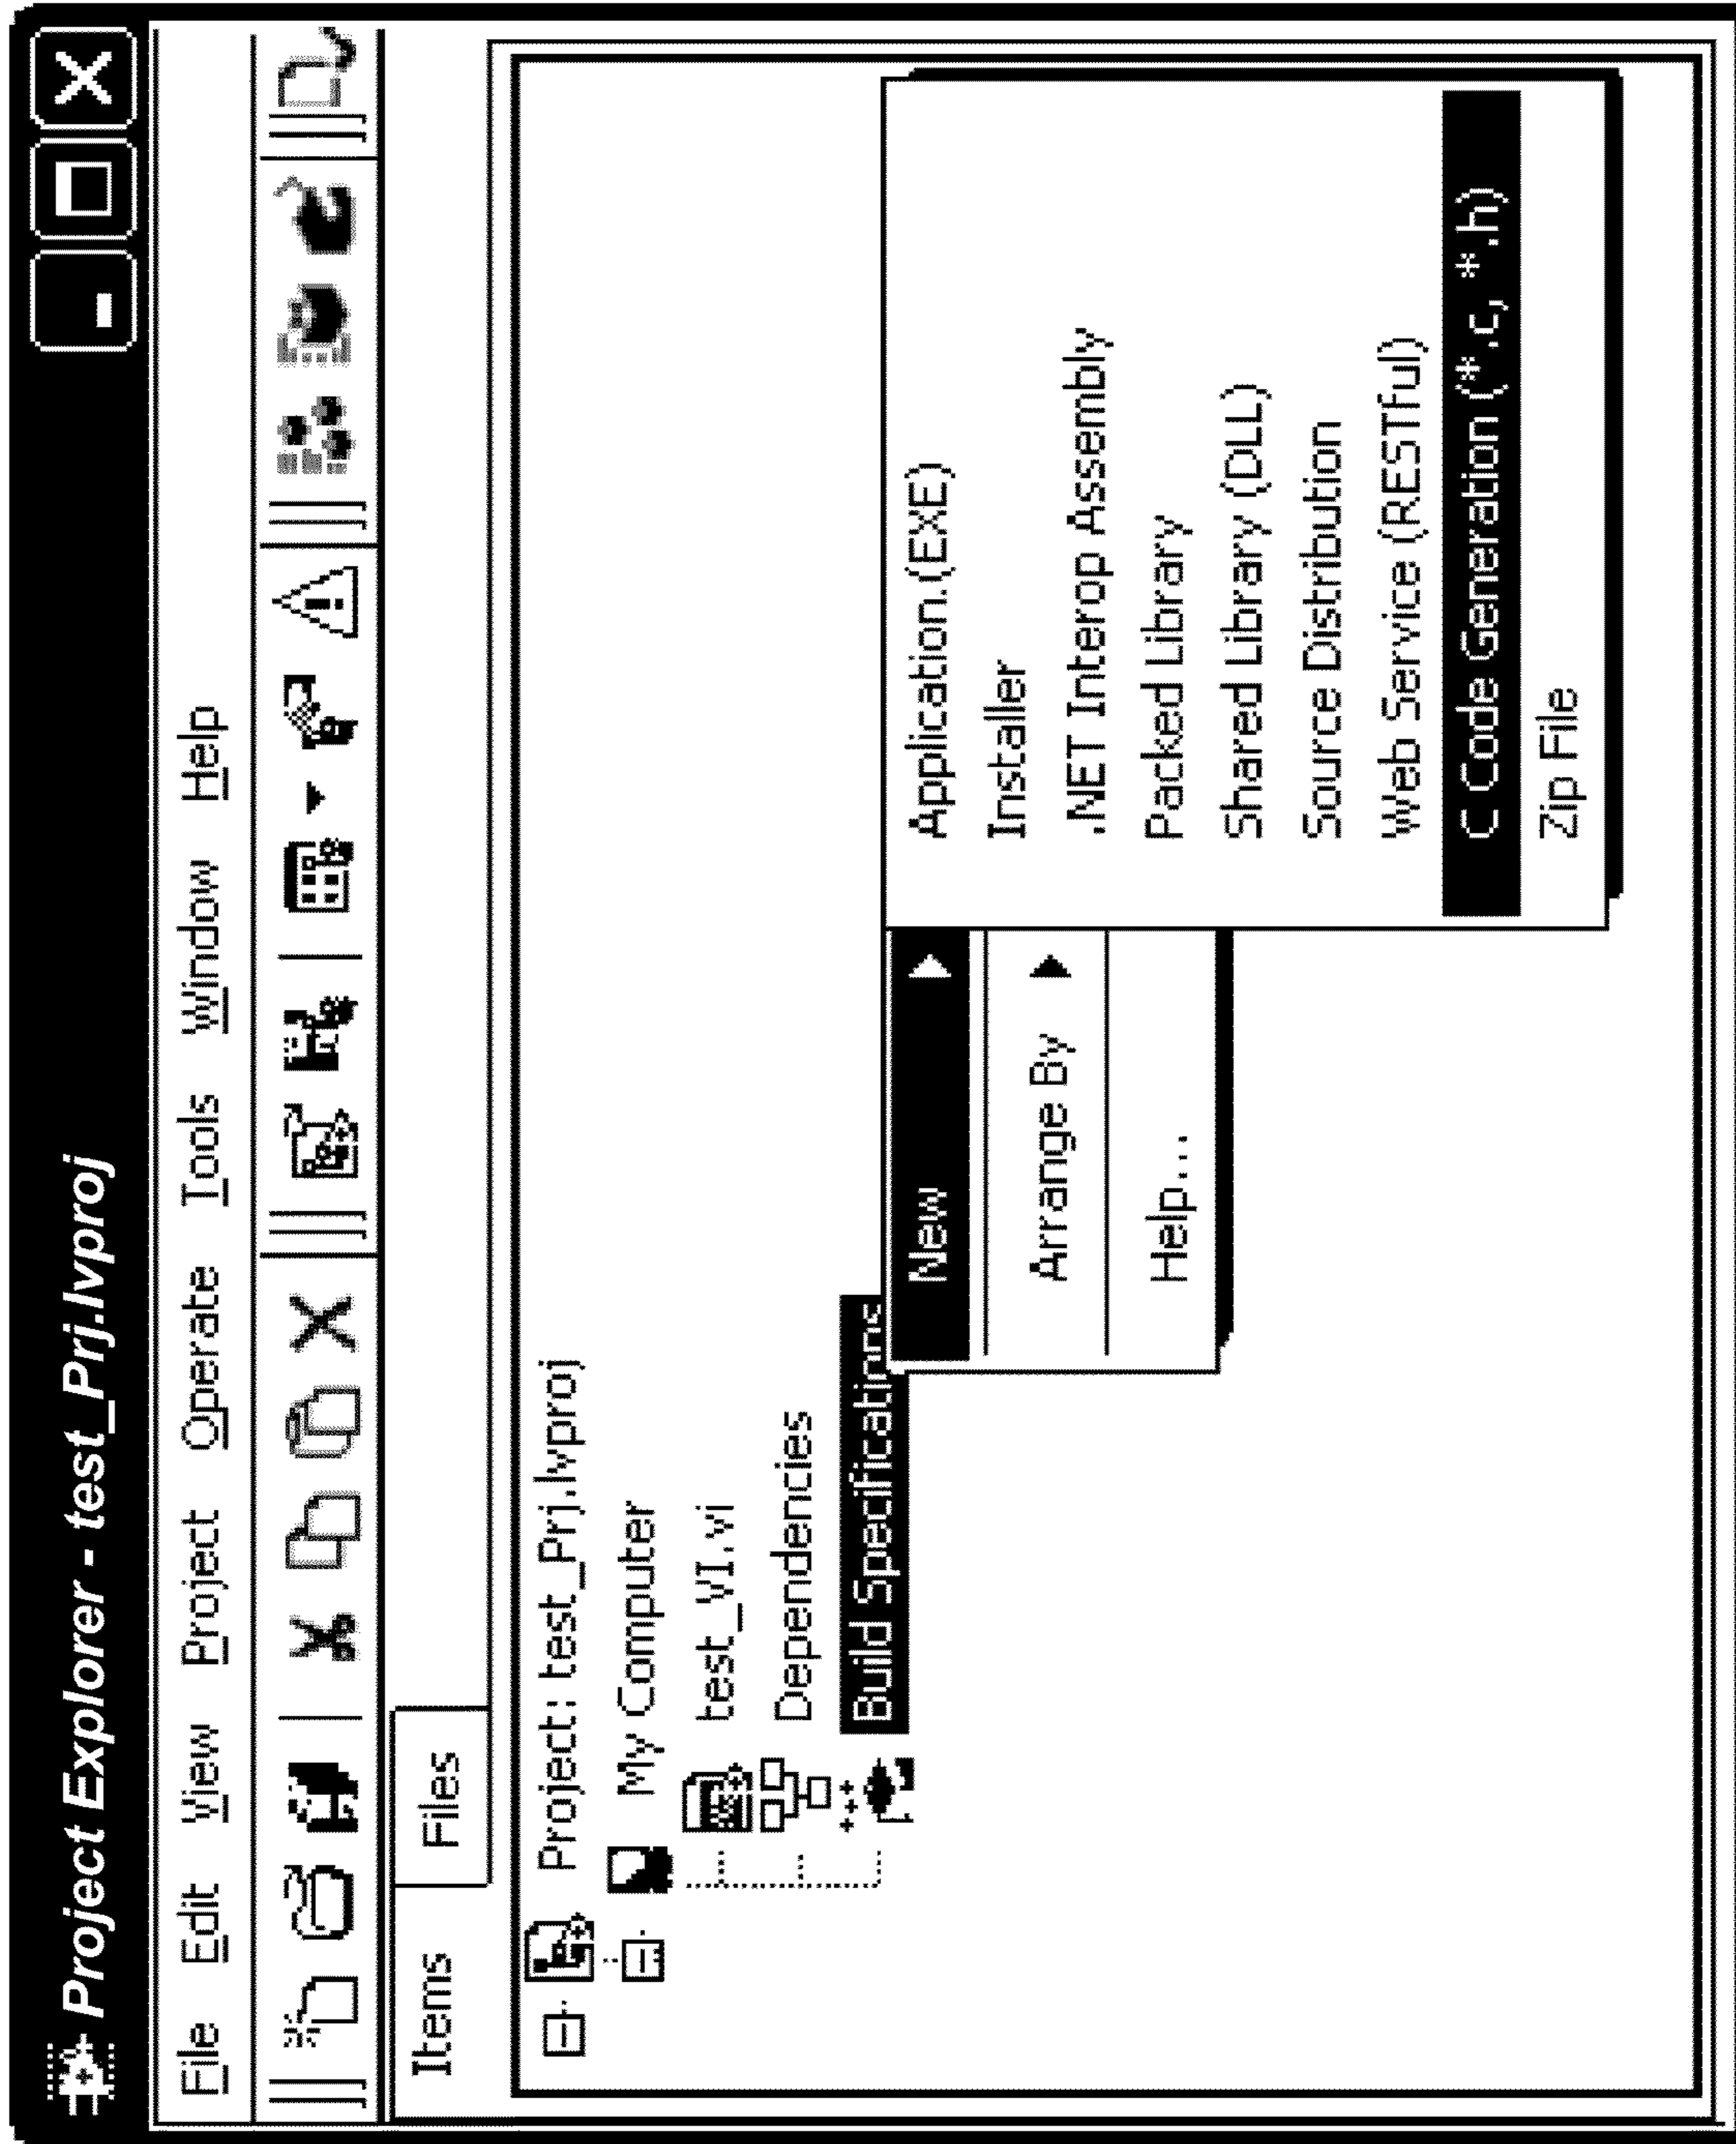 Project Explorer - test_Prj.lvproj
File Edit View Project Operate Tools Window Help
Items Files
Project: test_Prj.lvproj
My Computer
test_VI.vi
Dependencies
Build Specifications
New
Arrange By
Help...
Application.(EXE)
Installer
.NET Interop Assembly
Packed Library
Shared Library (DLL)
Source Distribution
Web Service (RESTful)
C Code Generation (*.c, *.h)
Zip File